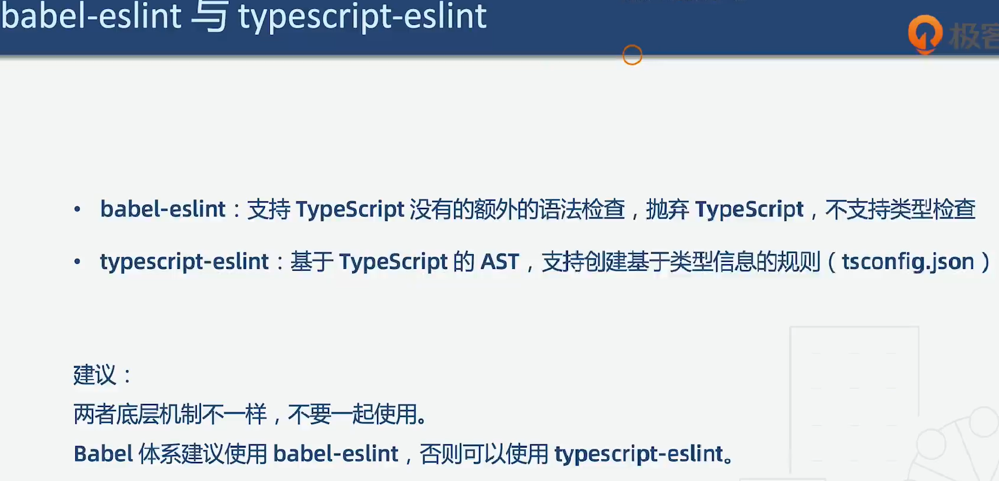 babel-eslint 与 typescript-eslint
极客
• babel-eslint：支持 TypeScript 没有的额外的语法检查，抛弃 TypeScript，不支持类型检查
• typescript-eslint：基于 TypeScript 的 AST，支持创建基于类型信息的规则（tsconfig.json）
建议：
两者底层机制不一样，不要一起使用。
Babel 体系建议使用 babel-eslint，否则可以使用 typescript-eslint。